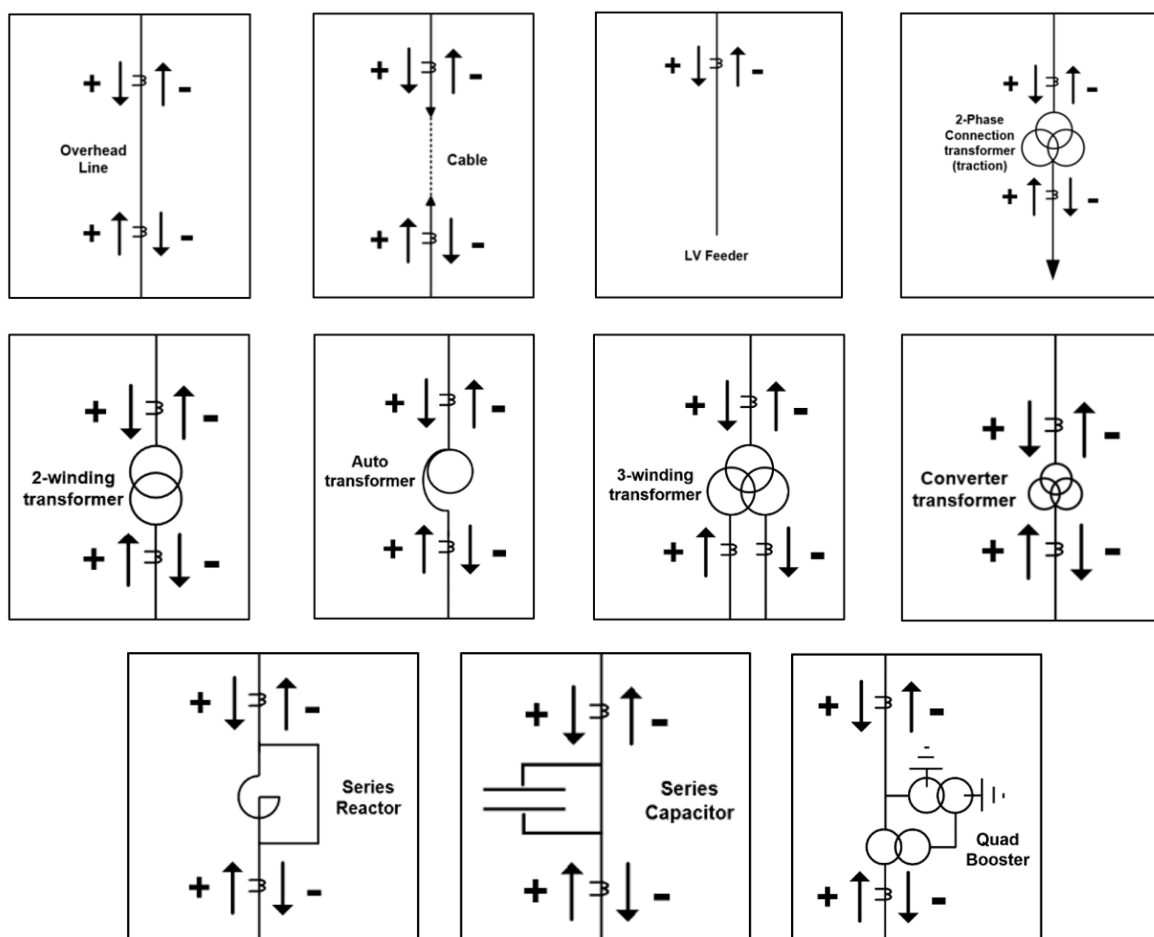 + -
Overhead
Line
+ -
+ -
Cable
+ -
+ -
LV Feeder
+ -
2-Phase
Connection
transformer
(traction)
+ -
+ -
2-winding
transformer
+ -
+ -
Auto
transformer
+ -
+ -
3-winding
transformer
+ -
+ -
Converter
transformer
+ -
+ -
Series
Reactor
+ -
+ -
Series
Capacitor
+ -
+ -
Quad
Booster
+ -